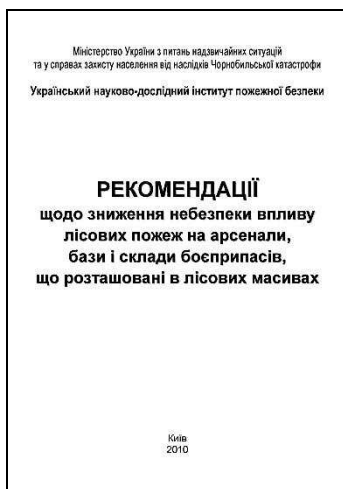 Міністерство України з питань надзвичайних ситуацій
та у справах захисту населення від наслідків Чорнобильської катастрофи
Український науково-дослідний інститут пожежної безпеки
РЕКОМЕНДАЦІЇ
щодо зниження небезпеки впливу
лісових пожеж на арсенали,
бази і склади боєприпасів,
що розташовані в лісових масивах
Київ
2010